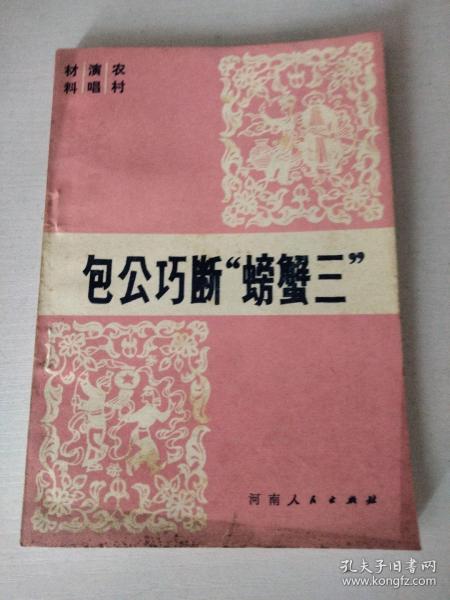 农村
演唱
材料
包公巧断“螃蟹三”
河南人民出版社
孔夫子旧书网
www.kongfz.com